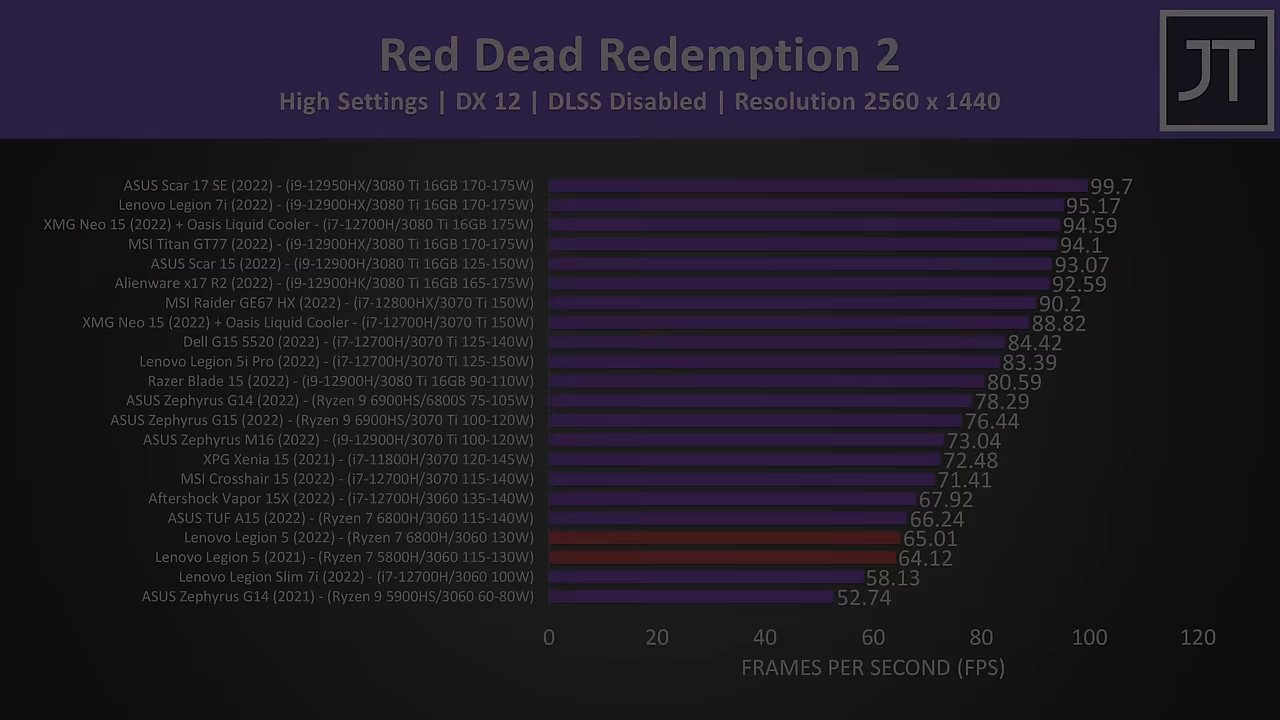 Red Dead Redemption 2
JT
High Settings | DX 12 | DLSS Disabled | Resolution 2560 x 1440
ASUS Scar 17 SE (2022) - (i9-12950HX/3080 Ti 16GB 170-175W) 99.7
Lenovo Legion 7i (2022) - (i9-12900HX/3080 Ti 16GB 170-175W) 95.17
XMG Neo 15 (2022) + Oasis Liquid Cooler - (i7-12700H/3080 Ti 16GB 175W) 94.59
MSI Titan GT77 (2022) - (i9-12900HX/3080 Ti 16GB 170-175W) 94.1
ASUS Scar 15 (2022) - (i9-12900H/3080 Ti 16GB 125-150W) 93.07
Alienware x17 R2 (2022) - (i9-12900HK/3080 Ti 16GB 165-175W) 92.59
MSI Raider GE67 HX (2022) - (i7-12800HX/3070 Ti 150W) 90.2
XMG Neo 15 (2022) + Oasis Liquid Cooler - (i7-12700H/3070 Ti 150W) 88.82
Dell G15 5520 (2022) - (i7-12700H/3070 Ti 125-140W) 84.42
Lenovo Legion 5i Pro (2022) - (i7-12700H/3070 Ti 125-150W) 83.39
Razer Blade 15 (2022) - (i9-12900H/3080 Ti 16GB 90-110W) 80.59
ASUS Zephyrus G14 (2022) - (Ryzen 9 6900HS/6800S 75-105W) 78.29
ASUS Zephyrus G15 (2022) - (Ryzen 9 6900HS/3070 Ti 100-120W) 76.44
ASUS Zephyrus M16 (2022) - (i9-12900H/3070 Ti 100-120W) 73.04
XPG Xenia 15 (2021) - (i7-11800H/3070 120-145W) 72.48
MSI Crosshair 15 (2022) - (i7-12700H/3070 115-140W) 71.41
Aftershock Vapor 15X (2022) - (i7-12700H/3060 135-140W) 67.92
ASUS TUF A15 (2022) - (Ryzen 7 6800H/3060 115-140W) 66.24
Lenovo Legion 5 (2022) - (Ryzen 7 6800H/3060 130W) 65.01
Lenovo Legion 5 (2021) - (Ryzen 7 5800H/3060 115-130W) 64.12
Lenovo Legion Slim 7i (2022) - (i7-12700H/3060 100W) 58.13
ASUS Zephyrus G14 (2021) - (Ryzen 9 5900HS/3060 60-80W) 52.74
0 20 40 60 80 100 120
FRAMES PER SECOND (FPS)